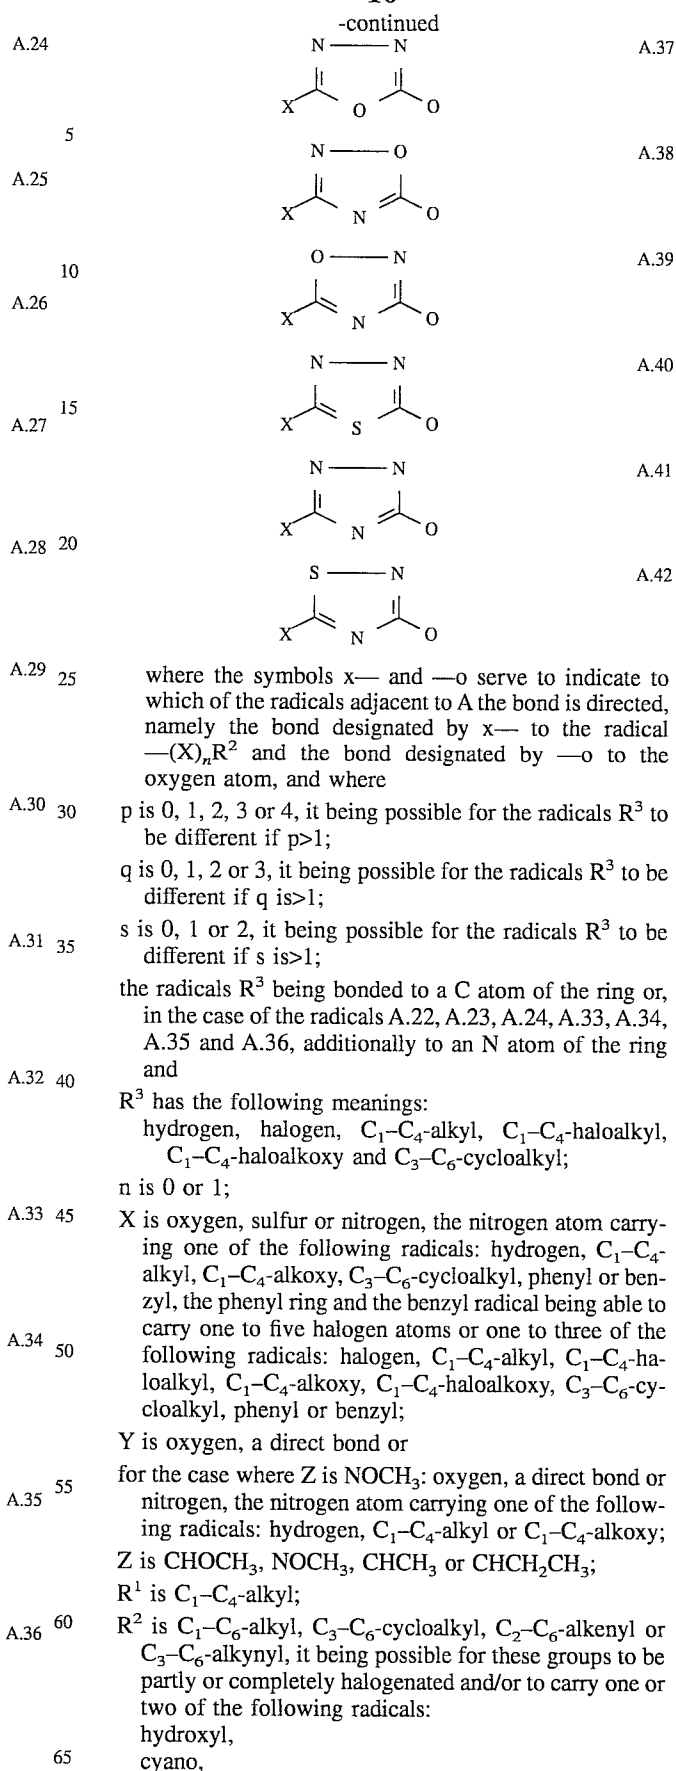 -continued
A.24 N N A.37
X O O
5
N O A.38
A.25
X N O
O N A.39
10
A.26 X N O
N N A.40
15
A.27 X S O
N N A.41
X N O
A.28 20
S N A.42
X N O
A.29 25 where the symbols x— and —o serve to indicate to
which of the radicals adjacent to A the bond is directed,
namely the bond designated by x— to the radical
—(X)nR2 and the bond designated by —o to the
oxygen atom, and where
A.30 30 p is 0, 1, 2, 3 or 4, it being possible for the radicals R3 to
be different if p>1;
q is 0, 1, 2 or 3, it being possible for the radicals R3 to be
different if q is>1;
A.31 35 s is 0, 1 or 2, it being possible for the radicals R3 to be
different if s is>1;
the radicals R3 being bonded to a C atom of the ring or,
in the case of the radicals A.22, A.23, A.24, A.33, A.34,
A.35 and A.36, additionally to an N atom of the ring
A.32 40 and
R3 has the following meanings:
hydrogen, halogen, C1–C4-alkyl, C1–C4-haloalkyl,
C1–C4-haloalkoxy and C3–C6-cycloalkyl;
n is 0 or 1;
A.33 45 X is oxygen, sulfur or nitrogen, the nitrogen atom carry-
ing one of the following radicals: hydrogen, C1–C4-
alkyl, C1–C4-alkoxy, C3–C6-cycloalkyl, phenyl or ben-
zyl, the phenyl ring and the benzyl radical being able to
carry one to five halogen atoms or one to three of the
A.34 50 following radicals: halogen, C1–C4-alkyl, C1–C4-ha-
loalkyl, C1–C4-alkoxy, C1–C4-haloalkoxy, C3–C6-cy-
cloalkyl, phenyl or benzyl;
Y is oxygen, a direct bond or
for the case where Z is NOCH3: oxygen, a direct bond or
A.35 55 nitrogen, the nitrogen atom carrying one of the follow-
ing radicals: hydrogen, C1–C4-alkyl or C1–C4-alkoxy;
Z is CHOCH3, NOCH3, CHCH3 or CHCH2CH3;
R1 is C1–C4-alkyl;
A.36 60 R2 is C1–C6-alkyl, C3–C6-cycloalkyl, C2–C6-alkenyl or
C3–C6-alkynyl, it being possible for these groups to be
partly or completely halogenated and/or to carry one or
two of the following radicals:
hydroxyl,
65 cyano,